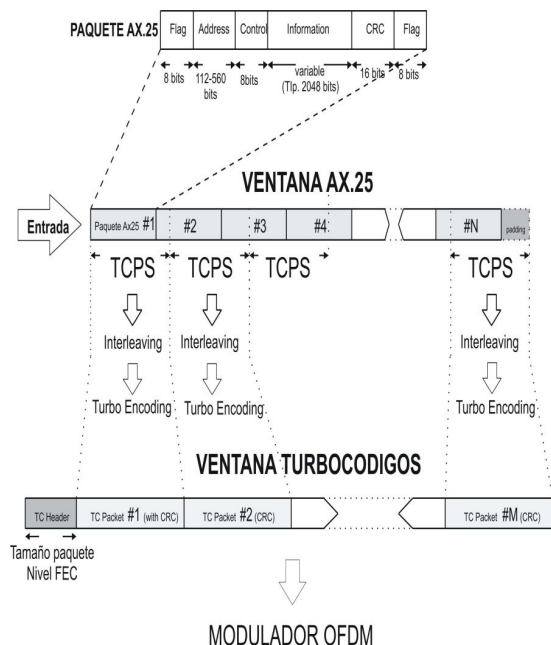 PAQUETE AX.25
Flag Address Control Information CRC Flag
8 bits 112-560 bits 8bits variable (TIp. 2048 bits) 16 bits 8 bits
VENTANA AX.25
Entrada
Paquete Ax25 #1 #2 #3 #4 #N padding
TCPS TCPS TCPS TCPS
Interleaving Interleaving Interleaving
Turbo Encoding Turbo Encoding Turbo Encoding
VENTANA TURBOCODIGOS
TC Header TC Packet #1 (with CRC) TC Packet #2 (CRC) TC Packet #M (CRC)
Tamaño paquete
Nivel FEC
MODULADOR OFDM